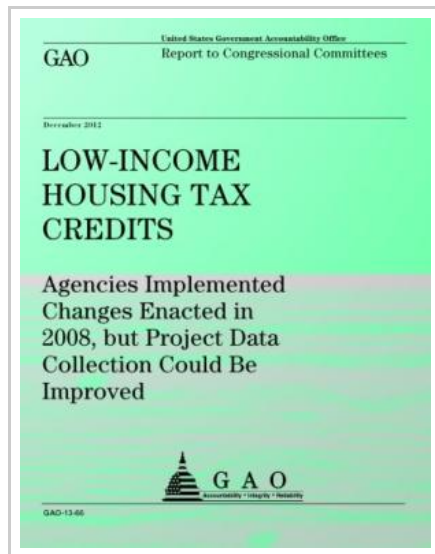 United States Government Accountability Office
GAO
Report to Congressional Committees
December 2012
LOW-INCOME
HOUSING TAX
CREDITS
Agencies Implemented
Changes Enacted in
2008, but Project Data
Collection Could Be
Improved
GAO
Accountability * Integrity * Reliability
GAO-13-66